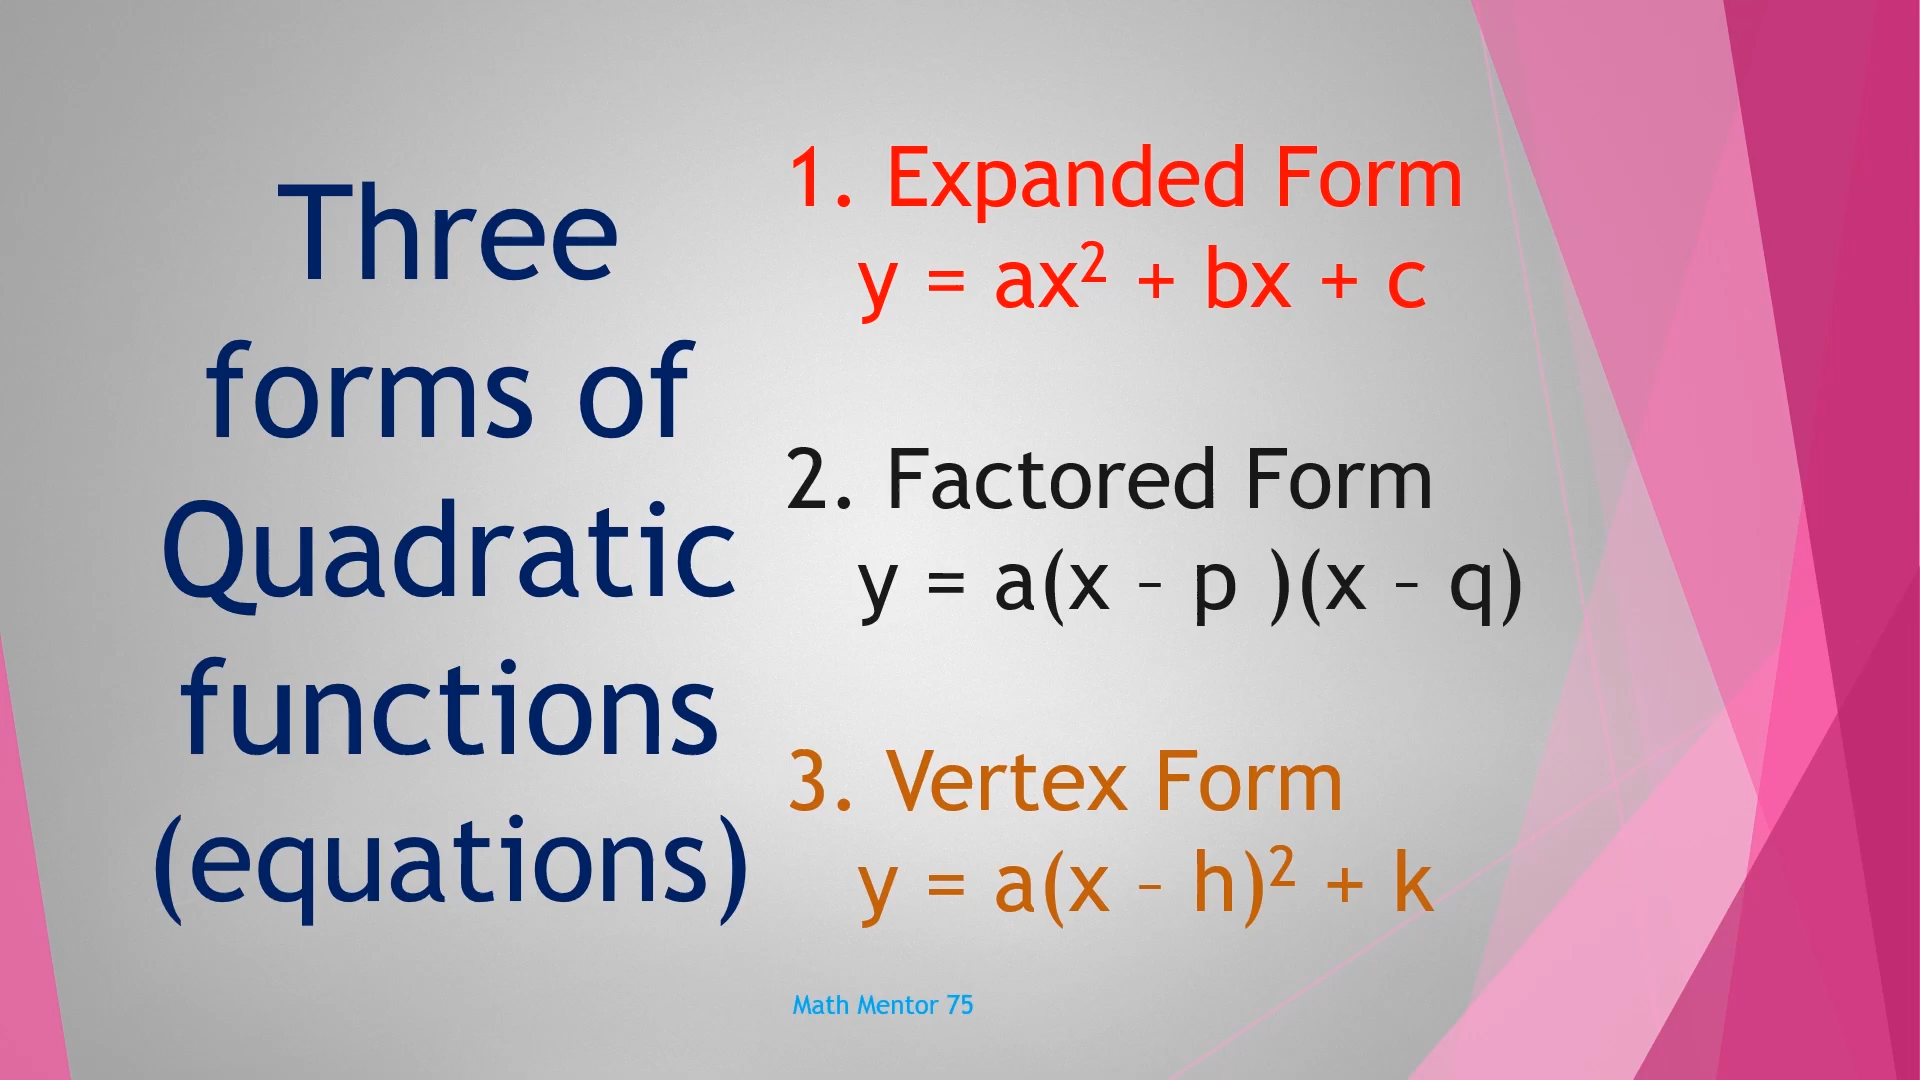 Three
forms of
Quadratic
functions
(equations)
1. Expanded Form
y = ax² + bx + c
2. Factored Form
y = a(x – p )(x – q)
3. Vertex Form
y = a(x – h)² + k
Math Mentor 75